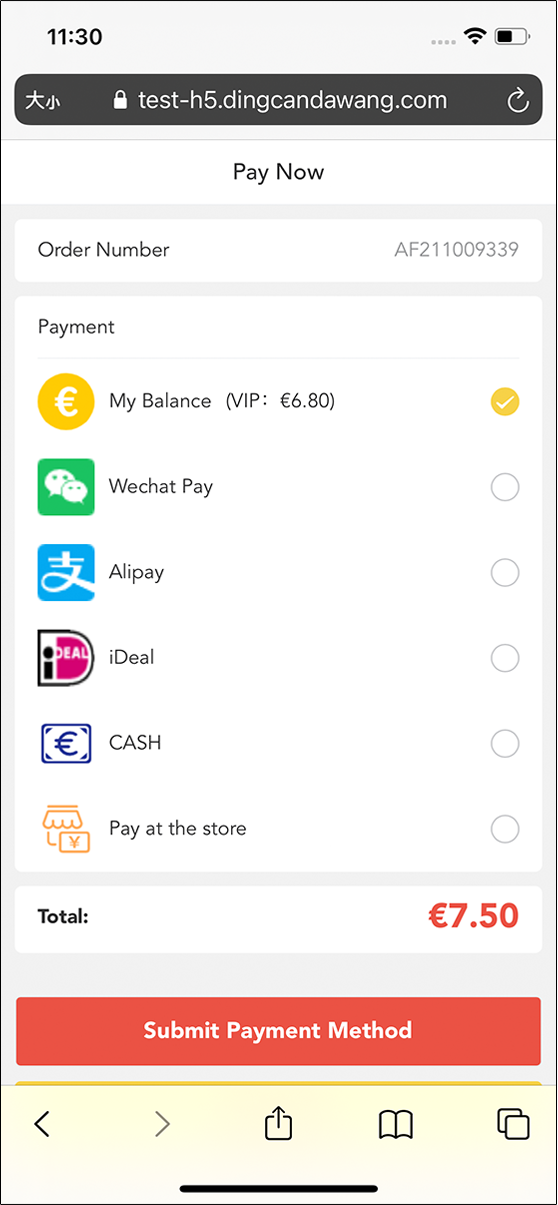 11:30
大小 test-h5.dingcandawang.com
Pay Now
Order Number AF211009339
Payment
€ My Balance (VIP：€6.80)
Wechat Pay
支 Alipay
iDEAL iDeal
€ CASH
¥ Pay at the store
Total: €7.50
Submit Payment Method